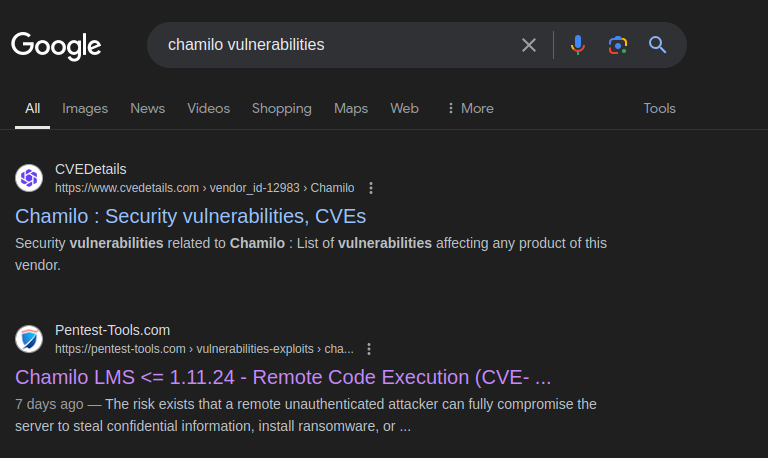 Google
chamilo vulnerabilities
All Images News Videos Shopping Maps Web More Tools
CVEDetails
https://www.cvedetails.com › vendor_id-12983 › Chamilo
Chamilo : Security vulnerabilities, CVEs
Security vulnerabilities related to Chamilo : List of vulnerabilities affecting any product of this
vendor.
Pentest-Tools.com
https://pentest-tools.com › vulnerabilities-exploits › cha...
Chamilo LMS <= 1.11.24 - Remote Code Execution (CVE- ...
7 days ago — The risk exists that a remote unauthenticated attacker can fully compromise the
server to steal confidential information, install ransomware, or ...